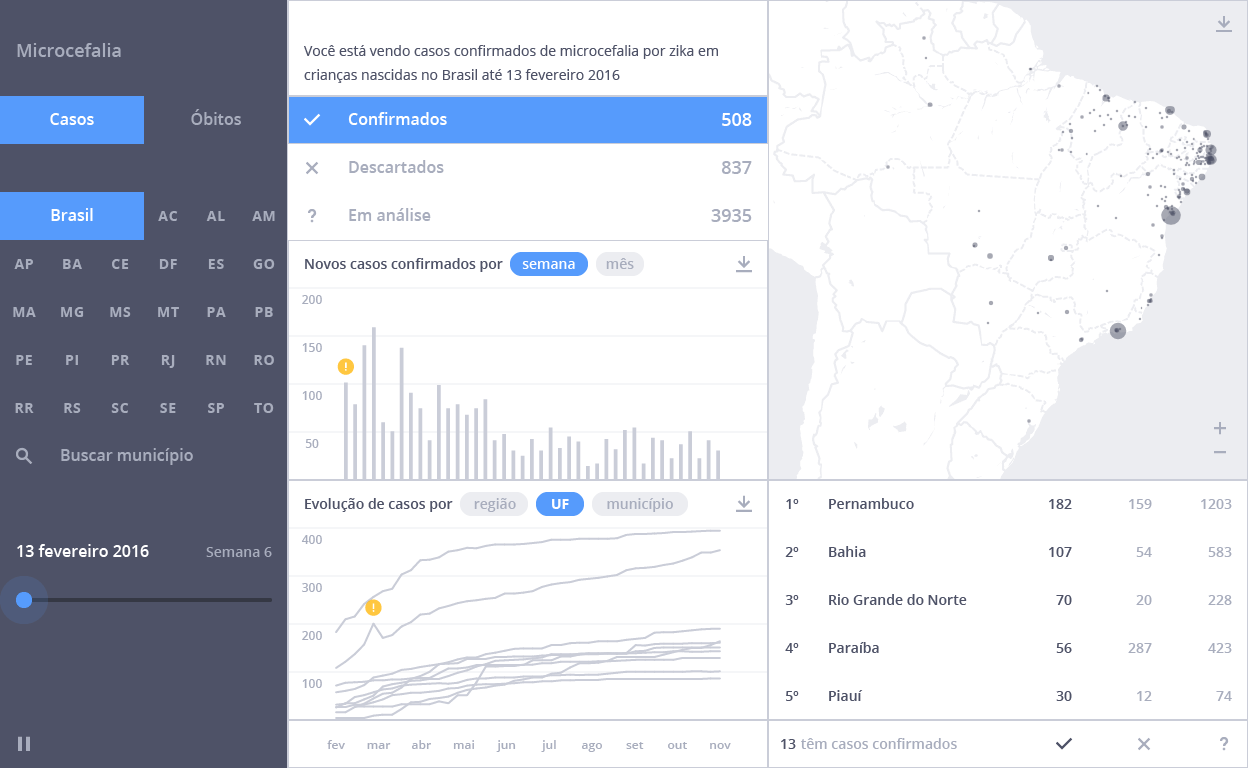 Microcefalia
Casos Óbitos
Brasil AC AL AM
AP BA CE DF ES GO
MA MG MS MT PA PB
PE PI PR RJ RN RO
RR RS SC SE SP TO
Buscar município
13 fevereiro 2016 Semana 6
Você está vendo casos confirmados de microcefalia por zika em
crianças nascidas no Brasil até 13 fevereiro 2016
Confirmados 508
Descartados 837
? Em análise 3935
Novos casos confirmados por semana mês
200
150
!
100
50
Evolução de casos por região UF município
400
300
!
200
100
fev mar abr mai jun jul ago set out nov
+
−
1º Pernambuco 182 159 1203
2º Bahia 107 54 583
3º Rio Grande do Norte 70 20 228
4º Paraíba 56 287 423
5º Piauí 30 12 74
13 têm casos confirmados ?